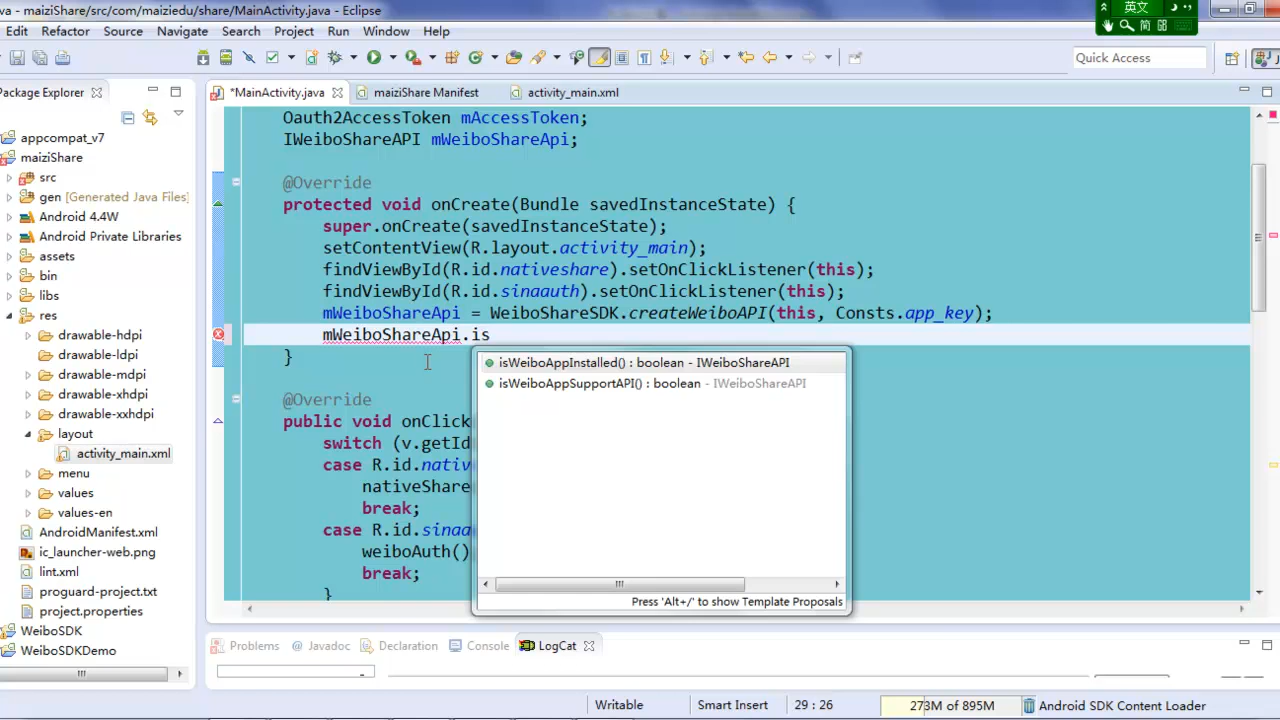 va - maiziShare/src/com/maiziedu/share/MainActivity.java - Eclipse
英文
简
Edit Refactor Source Navigate Search Project Run Window Help
Quick Access
Package Explorer
*MainActivity.java maiziShare Manifest activity_main.xml
appcompat_v7
maiziShare
src
gen [Generated Java Files]
Android 4.4W
Android Private Libraries
assets
bin
libs
res
drawable-hdpi
drawable-ldpi
drawable-mdpi
drawable-xhdpi
drawable-xxhdpi
layout
activity_main.xml
menu
values
values-en
AndroidManifest.xml
ic_launcher-web.png
lint.xml
proguard-project.txt
project.properties
WeiboSDK
WeiboSDKDemo
Oauth2AccessToken mAccessToken;
IWeiboShareAPI mWeiboShareApi;
@Override
protected void onCreate(Bundle savedInstanceState) {
super.onCreate(savedInstanceState);
setContentView(R.layout.activity_main);
findViewById(R.id.nativeshare).setOnClickListener(this);
findViewById(R.id.sinaauth).setOnClickListener(this);
mWeiboShareApi = WeiboShareSDK.createWeiboAPI(this, Consts.app_key);
mWeiboShareApi.is
}
isWeiboAppInstalled() : boolean - IWeiboShareAPI
isWeiboAppSupportAPI() : boolean - IWeiboShareAPI
Press 'Alt+/' to show Template Proposals
@Override
public void onClick
switch (v.getId
case R.id.nativ
nativeShare
break;
case R.id.sinaa
weiboAuth()
break;
}
Problems Javadoc Declaration Console LogCat
Writable Smart Insert 29 : 26 273M of 895M Android SDK Content Loader